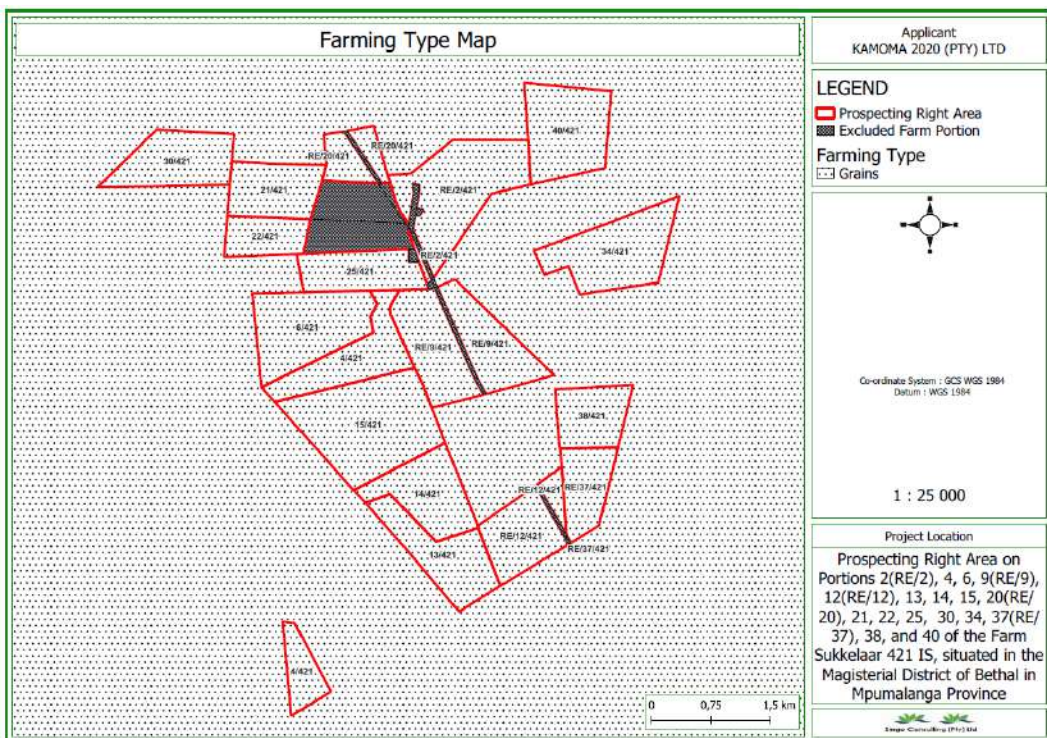 Farming Type Map
40/421
30/421
RE/20/421
RE/20/421
21/421
RE/2/421
22/421
34/421
RE/2/421
25/421
6/421
4/421
RE/9/421
RE/9/421
15/421
38/421
14/421
RE/12/421
RE/37/421
RE/12/421
13/421
RE/37/421
4/421
0 0,75 1,5 km
Applicant
KAMOMA 2020 (PTY) LTD
LEGEND
Prospecting Right Area
Excluded Farm Portion
Farming Type
Grains
Co-ordinate System : GCS WGS 1984
Datum : WGS 1984
1 : 25 000
Project Location
Prospecting Right Area on
Portions 2(RE/2), 4, 6, 9(RE/9),
12(RE/12), 13, 14, 15, 20(RE/
20), 21, 22, 25, 30, 34, 37(RE/
37), 38, and 40 of the Farm
Sukkelaar 421 IS, situated in the
Magisterial District of Bethal in
Mpumalanga Province
Singo Consulting (Pty) Ltd